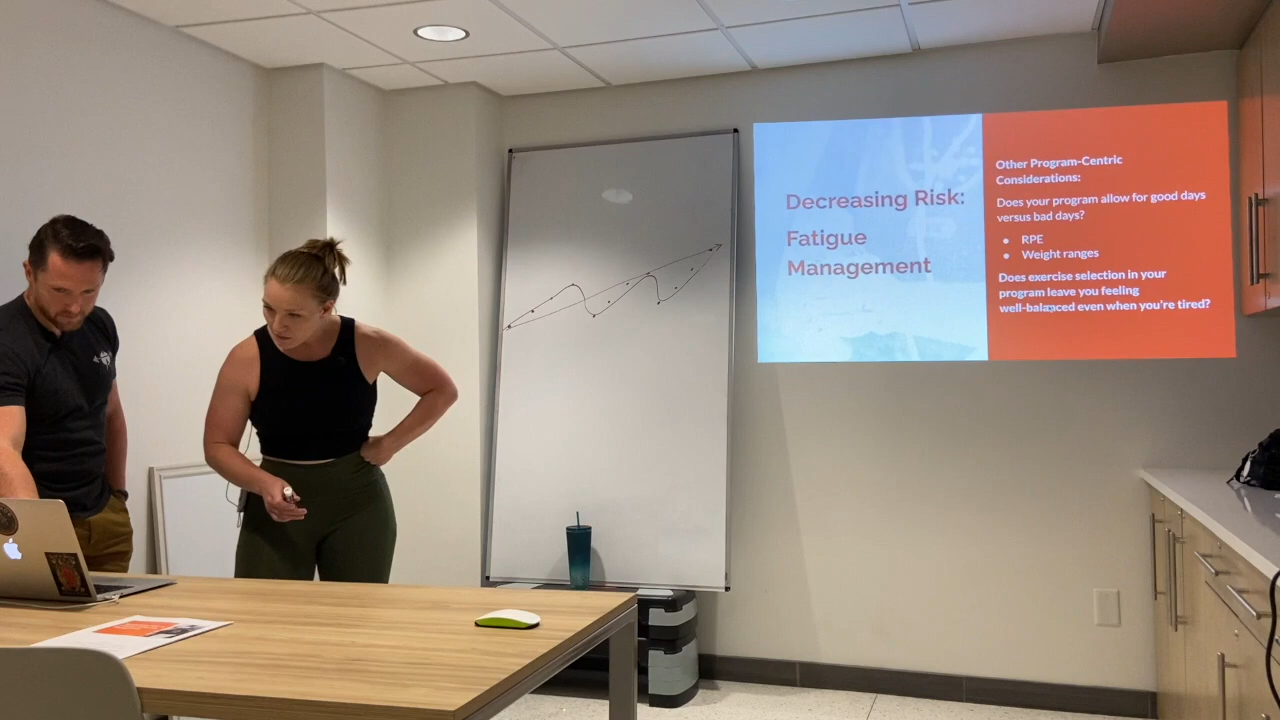 Decreasing Risk:
Fatigue
Management
Other Program-Centric
Considerations:
Does your program allow for good days
versus bad days?
● RPE
● Weight ranges
Does exercise selection in your
program leave you feeling
well-balanced even when you're tired?